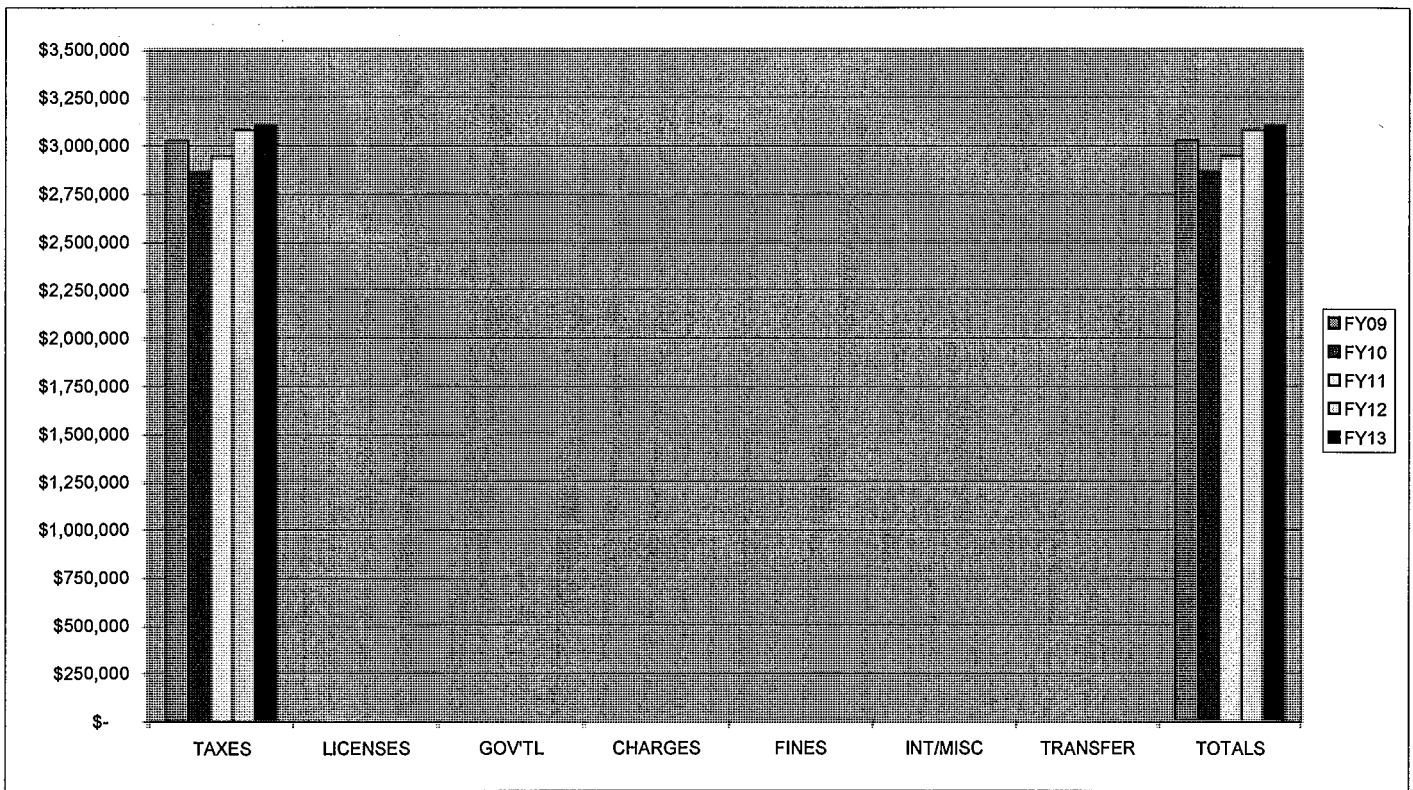 $3,500,000
$3,250,000
$3,000,000
$2,750,000
$2,500,000
$2,250,000
$2,000,000
$1,750,000
$1,500,000
$1,250,000
$1,000,000
$750,000
$500,000
$250,000
$-
TAXES LICENSES GOV'TL CHARGES FINES INT/MISC TRANSFER TOTALS
FY09
FY10
FY11
FY12
FY13